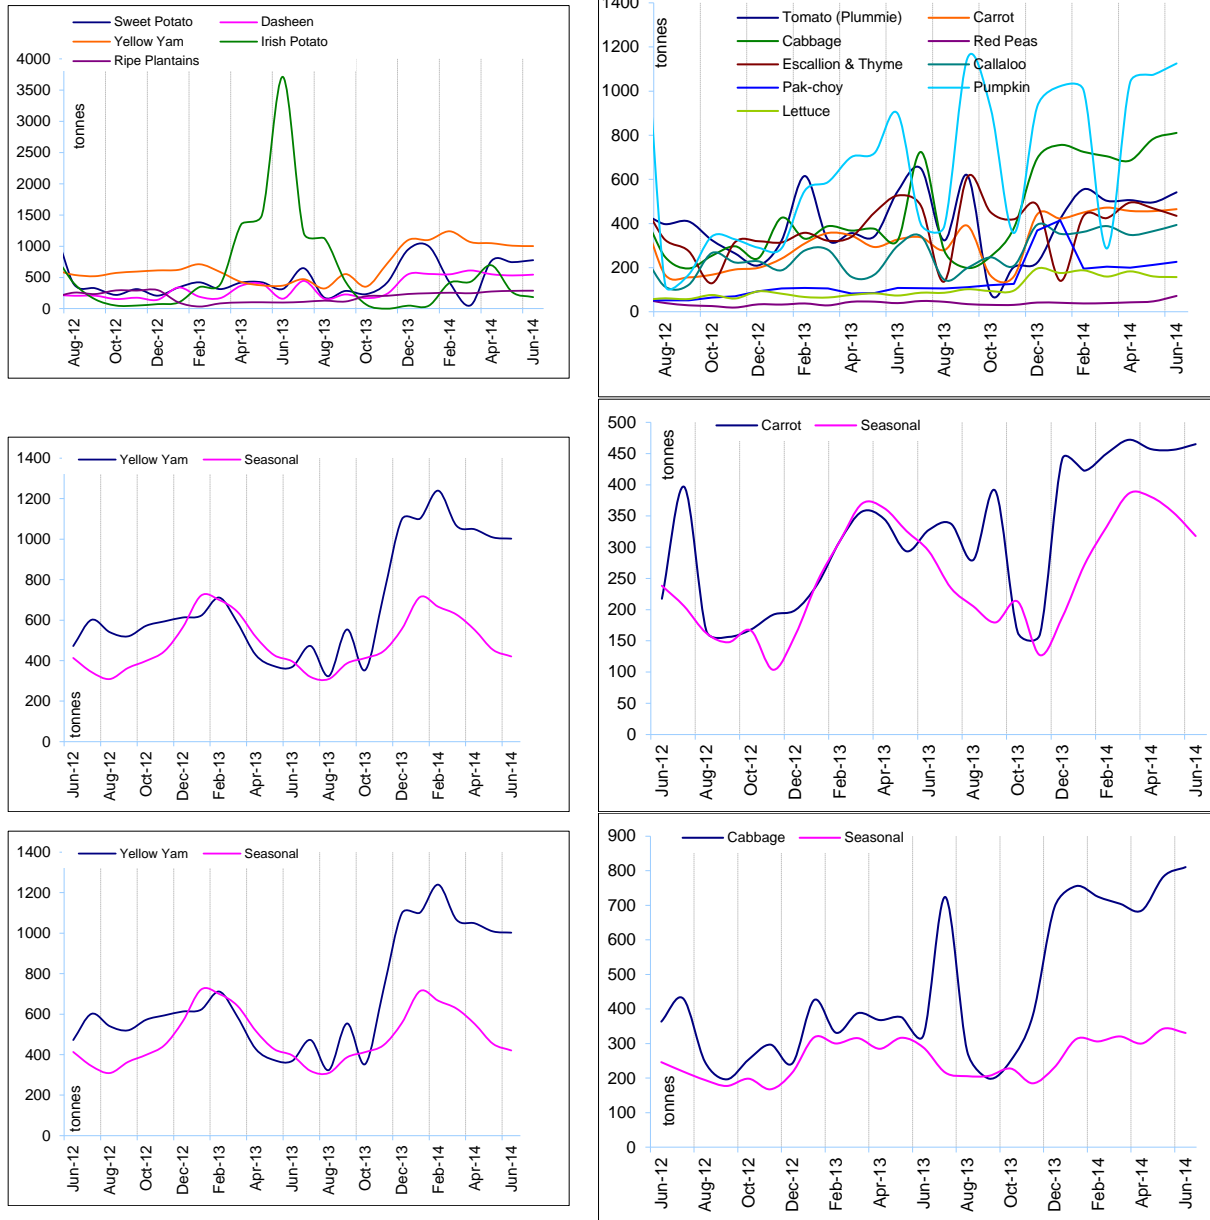 Sweet Potato Dasheen
Yellow Yam Irish Potato
Ripe Plantains
4000
3500
3000
2500
2000
1500
1000
500
0
tonnes
Aug-12 Oct-12 Dec-12 Feb-13 Apr-13 Jun-13 Aug-13 Oct-13 Dec-13 Feb-14 Apr-14 Jun-14
Tomato (Plummie) Carrot
Cabbage Red Peas
Escallion & Thyme Callaloo
Pak-choy Pumpkin
Lettuce
1400
1200
1000
800
600
400
200
0
tonnes
Aug-12 Oct-12 Dec-12 Feb-13 Apr-13 Jun-13 Aug-13 Oct-13 Dec-13 Feb-14 Apr-14 Jun-14
Yellow Yam Seasonal
1400
1200
1000
800
600
400
200
0
tonnes
Jun-12 Aug-12 Oct-12 Dec-12 Feb-13 Apr-13 Jun-13 Aug-13 Oct-13 Dec-13 Feb-14 Apr-14 Jun-14
Carrot Seasonal
500
450
400
350
300
250
200
150
100
50
0
tonnes
Jun-12 Aug-12 Oct-12 Dec-12 Feb-13 Apr-13 Jun-13 Aug-13 Oct-13 Dec-13 Feb-14 Apr-14 Jun-14
Yellow Yam Seasonal
1400
1200
1000
800
600
400
200
0
tonnes
Jun-12 Aug-12 Oct-12 Dec-12 Feb-13 Apr-13 Jun-13 Aug-13 Oct-13 Dec-13 Feb-14 Apr-14 Jun-14
Cabbage Seasonal
900
800
700
600
500
400
300
200
100
0
tonnes
Jun-12 Aug-12 Oct-12 Dec-12 Feb-13 Apr-13 Jun-13 Aug-13 Oct-13 Dec-13 Feb-14 Apr-14 Jun-14